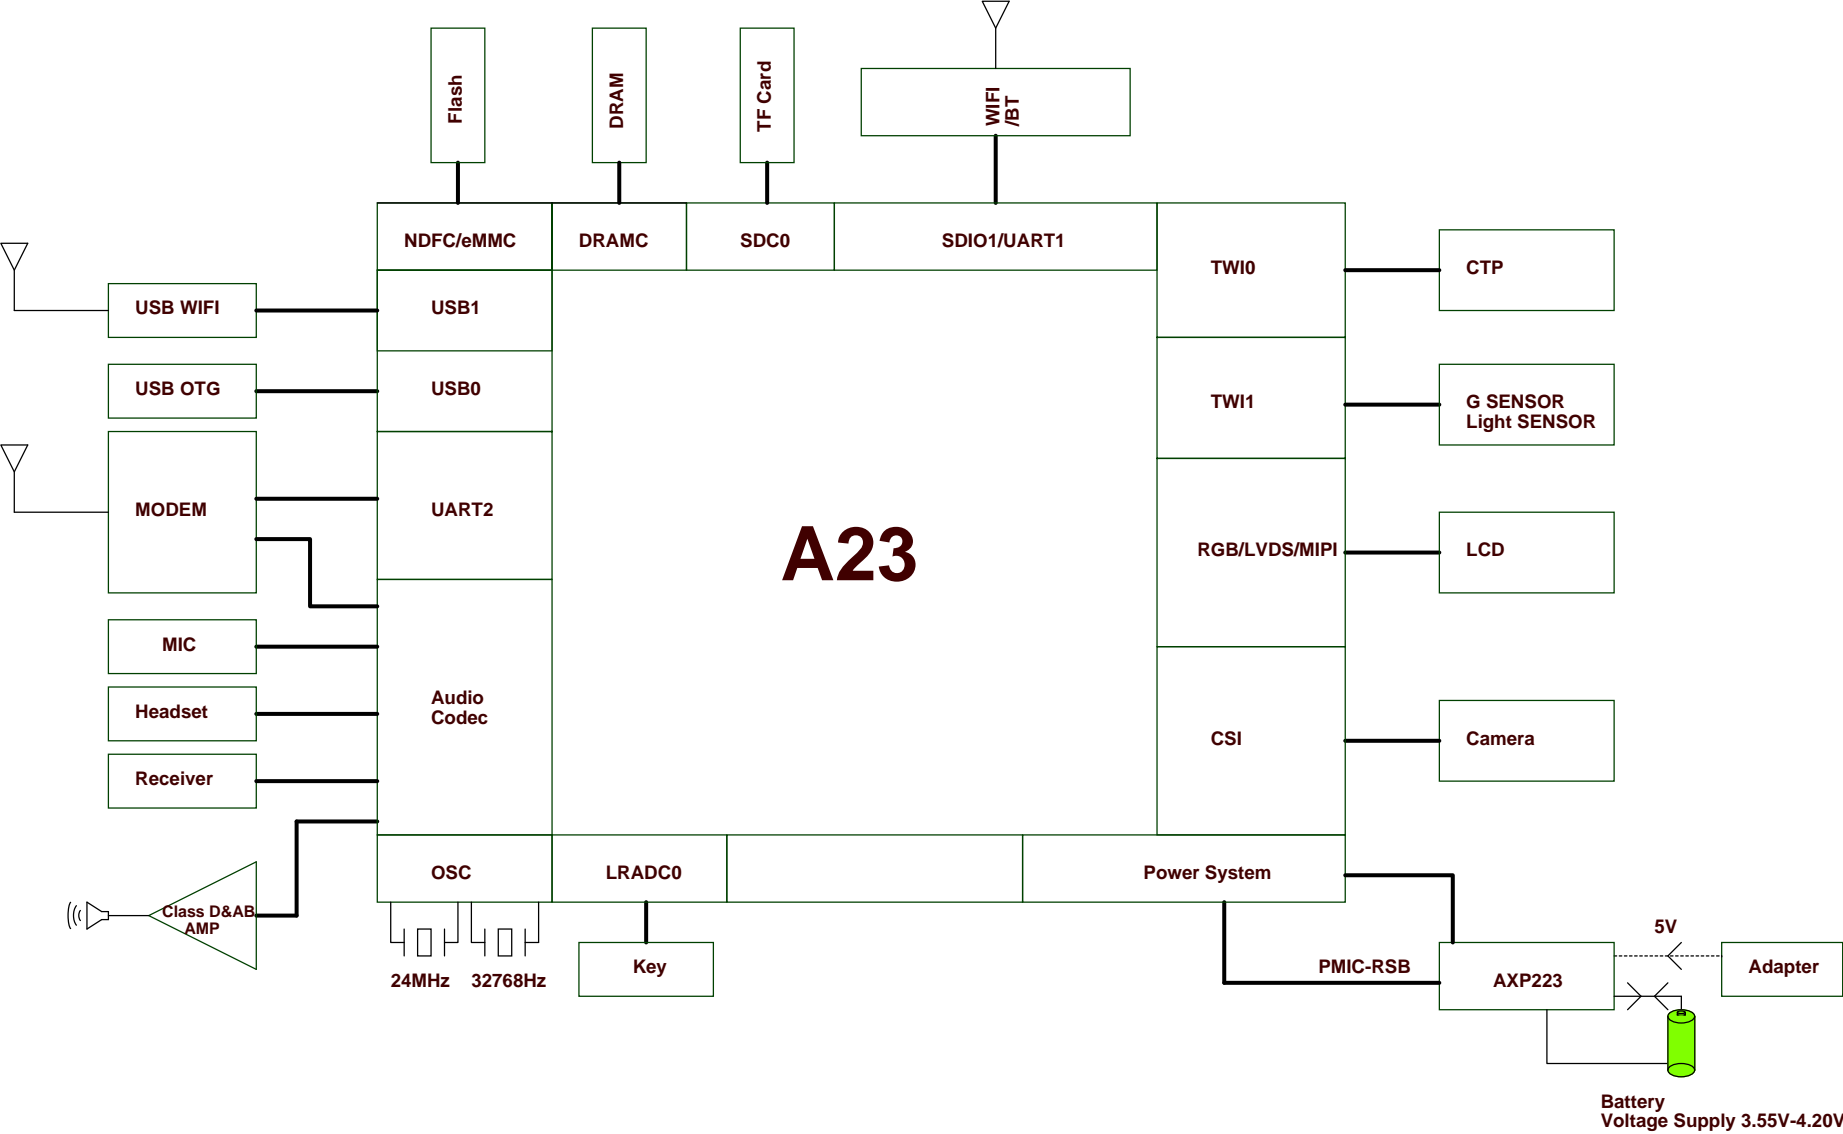 Flash
DRAM
TF Card
WIFI
/BT
NDFC/eMMC
DRAMC
SDC0
SDIO1/UART1
TWI0
CTP
USB WIFI
USB1
USB OTG
USB0
TWI1
G SENSOR
Light SENSOR
MODEM
UART2
A23
RGB/LVDS/MIPI
LCD
MIC
Headset
Audio
Codec
Receiver
CSI
Camera
OSC
LRADC0
Power System
Class D&AB
AMP
24MHz
32768Hz
Key
PMIC-RSB
AXP223
5V
Adapter
Battery
Voltage Supply 3.55V-4.20V